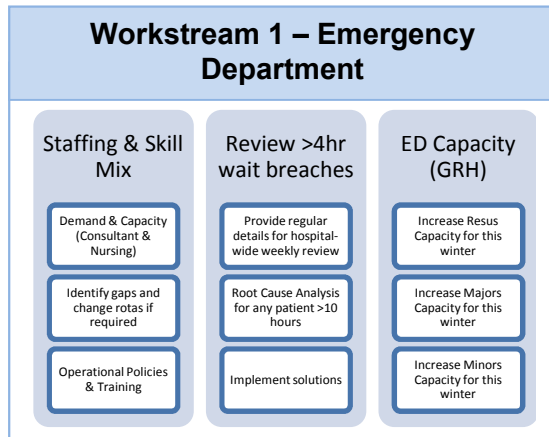 Workstream 1 – Emergency
Department
Staffing & Skill
Mix
Demand & Capacity
(Consultant &
Nursing)
Identify gaps and
change rotas if
required
Operational Policies
& Training
Review >4hr
wait breaches
Provide regular
details for hospital-
wide weekly review
Root Cause Analysis
for any patient >10
hours
Implement solutions
ED Capacity
(GRH)
Increase Resus
Capacity for this
winter
Increase Majors
Capacity for this
winter
Increase Minors
Capacity for this
winter